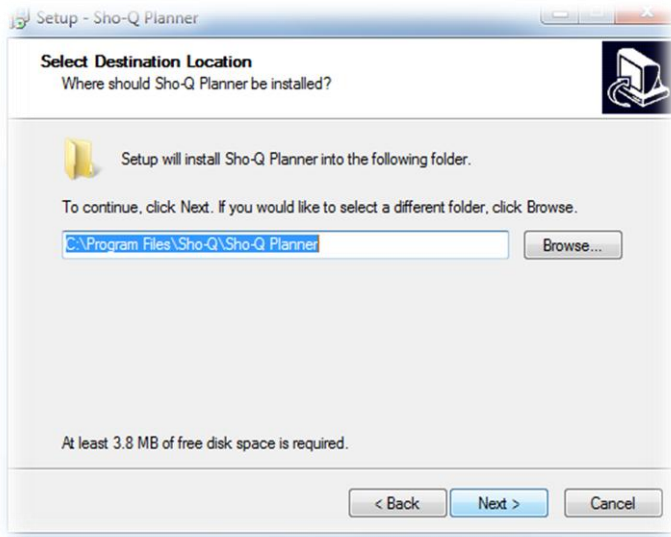 Setup - Sho-Q Planner
Select Destination Location
Where should Sho-Q Planner be installed?
Setup will install Sho-Q Planner into the following folder.
To continue, click Next. If you would like to select a different folder, click Browse.
C:\Program Files\Sho-Q\Sho-Q Planner
Browse...
At least 3.8 MB of free disk space is required.
< Back
Next >
Cancel